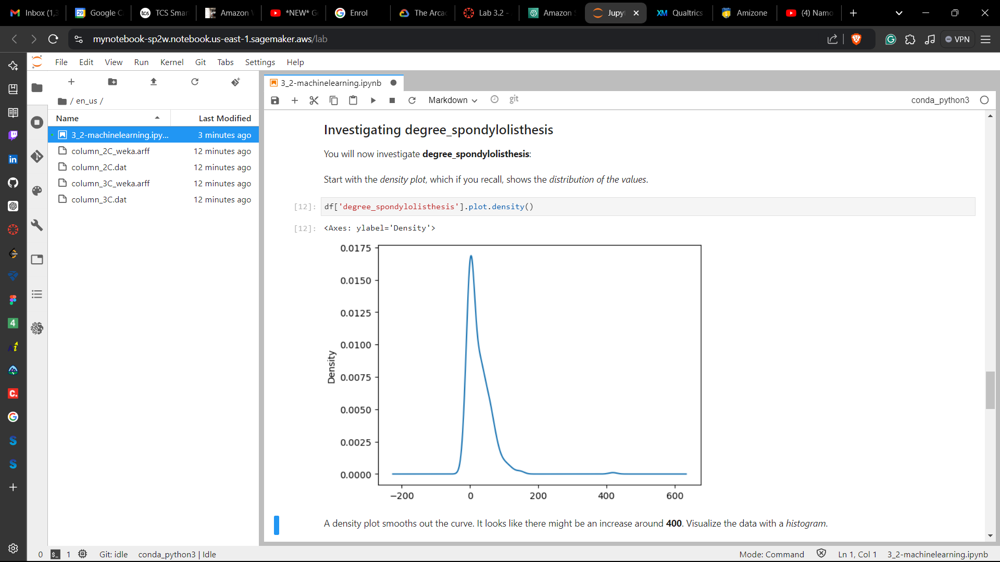 Inbox (1,3
29
Google C
tcs
TCS Smar
Amazon
*NEW* G
Enrol
The Arca
Lab 3.2 -
Amazon
Jupyt
XM
Qualtrics
Amizone
(4) Namo
mynotebook-sp2w.notebook.us-east-1.sagemaker.aws/lab
VPN
File
Edit
View
Run
Kernel
Git
Tabs
Settings
Help
/ en_us /
Name
Last Modified
3_2-machinelearning.ipy...
3 minutes ago
column_2C_weka.arff
12 minutes ago
column_2C.dat
12 minutes ago
column_3C_weka.arff
12 minutes ago
column_3C.dat
12 minutes ago
3_2-machinelearning.ipynb
Markdown
git
conda_python3
Investigating degree_spondylolisthesis
You will now investigate degree_spondylolisthesis:
Start with the density plot, which if you recall, shows the distribution of the values.
[12]:
df['degree_spondylolisthesis'].plot.density()
[12]:
<Axes: ylabel='Density'>
0.0175
0.0150
0.0125
0.0100
0.0075
0.0050
0.0025
0.0000
Density
−200
0
200
400
600
A density plot smooths out the curve. It looks like there might be an increase around 400. Visualize the data with a histogram.
in
4
Ai
c.
S
S
0
$_
1
Git: idle
conda_python3 | Idle
Mode: Command
Ln 1, Col 1
3_2-machinelearning.ipynb